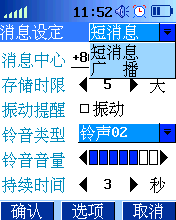 11:52
消息设定 短消息
短消息
消息中心 +8
广 播
存储时限 5 天
振动提醒 振动
铃音类型 铃声02
铃音音量
持续时间 3 秒
确认 选项 取消